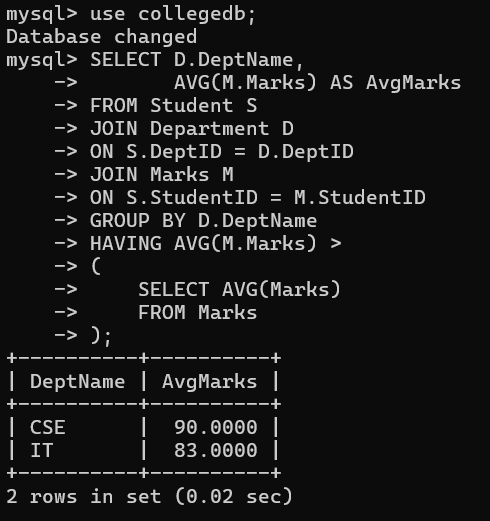 mysql> use collegedb;
Database changed
mysql> SELECT D.DeptName,
    ->        AVG(M.Marks) AS AvgMarks
    -> FROM Student S
    -> JOIN Department D
    -> ON S.DeptID = D.DeptID
    -> JOIN Marks M
    -> ON S.StudentID = M.StudentID
    -> GROUP BY D.DeptName
    -> HAVING AVG(M.Marks) >
    -> (
    ->     SELECT AVG(Marks)
    ->     FROM Marks
    -> );
+----------+----------+
| DeptName | AvgMarks |
+----------+----------+
| CSE      |  90.0000 |
| IT       |  83.0000 |
+----------+----------+
2 rows in set (0.02 sec)